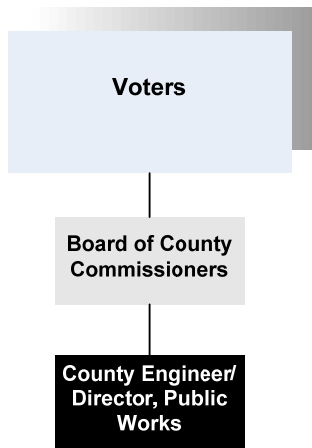 Voters
Board of County
Commissioners
County Engineer/
Director, Public
Works